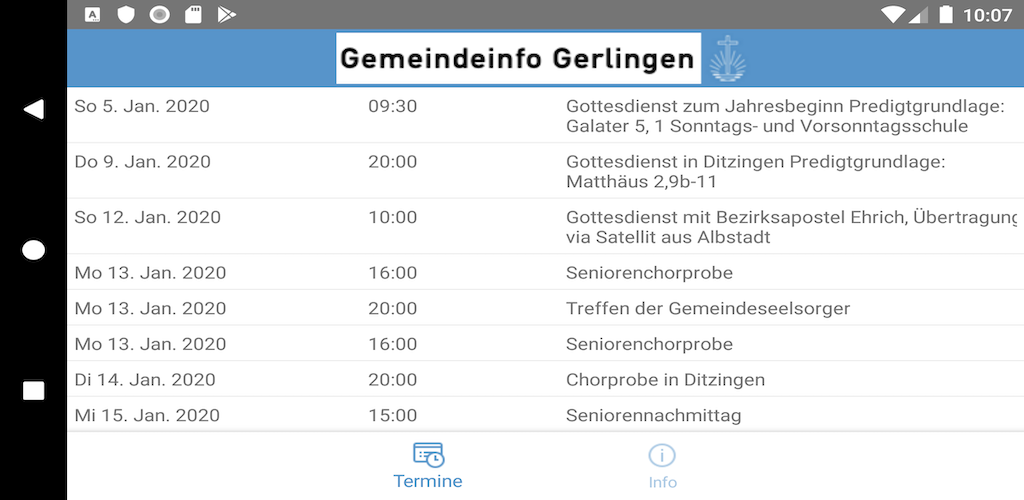 A
10:07
Gemeindeinfo Gerlingen
So 5. Jan. 2020 09:30 Gottesdienst zum Jahresbeginn Predigtgrundlage:
Galater 5, 1 Sonntags- und Vorsonntagsschule
Do 9. Jan. 2020 20:00 Gottesdienst in Ditzingen Predigtgrundlage:
Matthäus 2,9b-11
So 12. Jan. 2020 10:00 Gottesdienst mit Bezirksapostel Ehrich, Übertragung
via Satellit aus Albstadt
Mo 13. Jan. 2020 16:00 Seniorenchorprobe
Mo 13. Jan. 2020 20:00 Treffen der Gemeindeseelsorger
Mo 13. Jan. 2020 16:00 Seniorenchorprobe
Di 14. Jan. 2020 20:00 Chorprobe in Ditzingen
Mi 15. Jan. 2020 15:00 Seniorennachmittag
Termine
Info